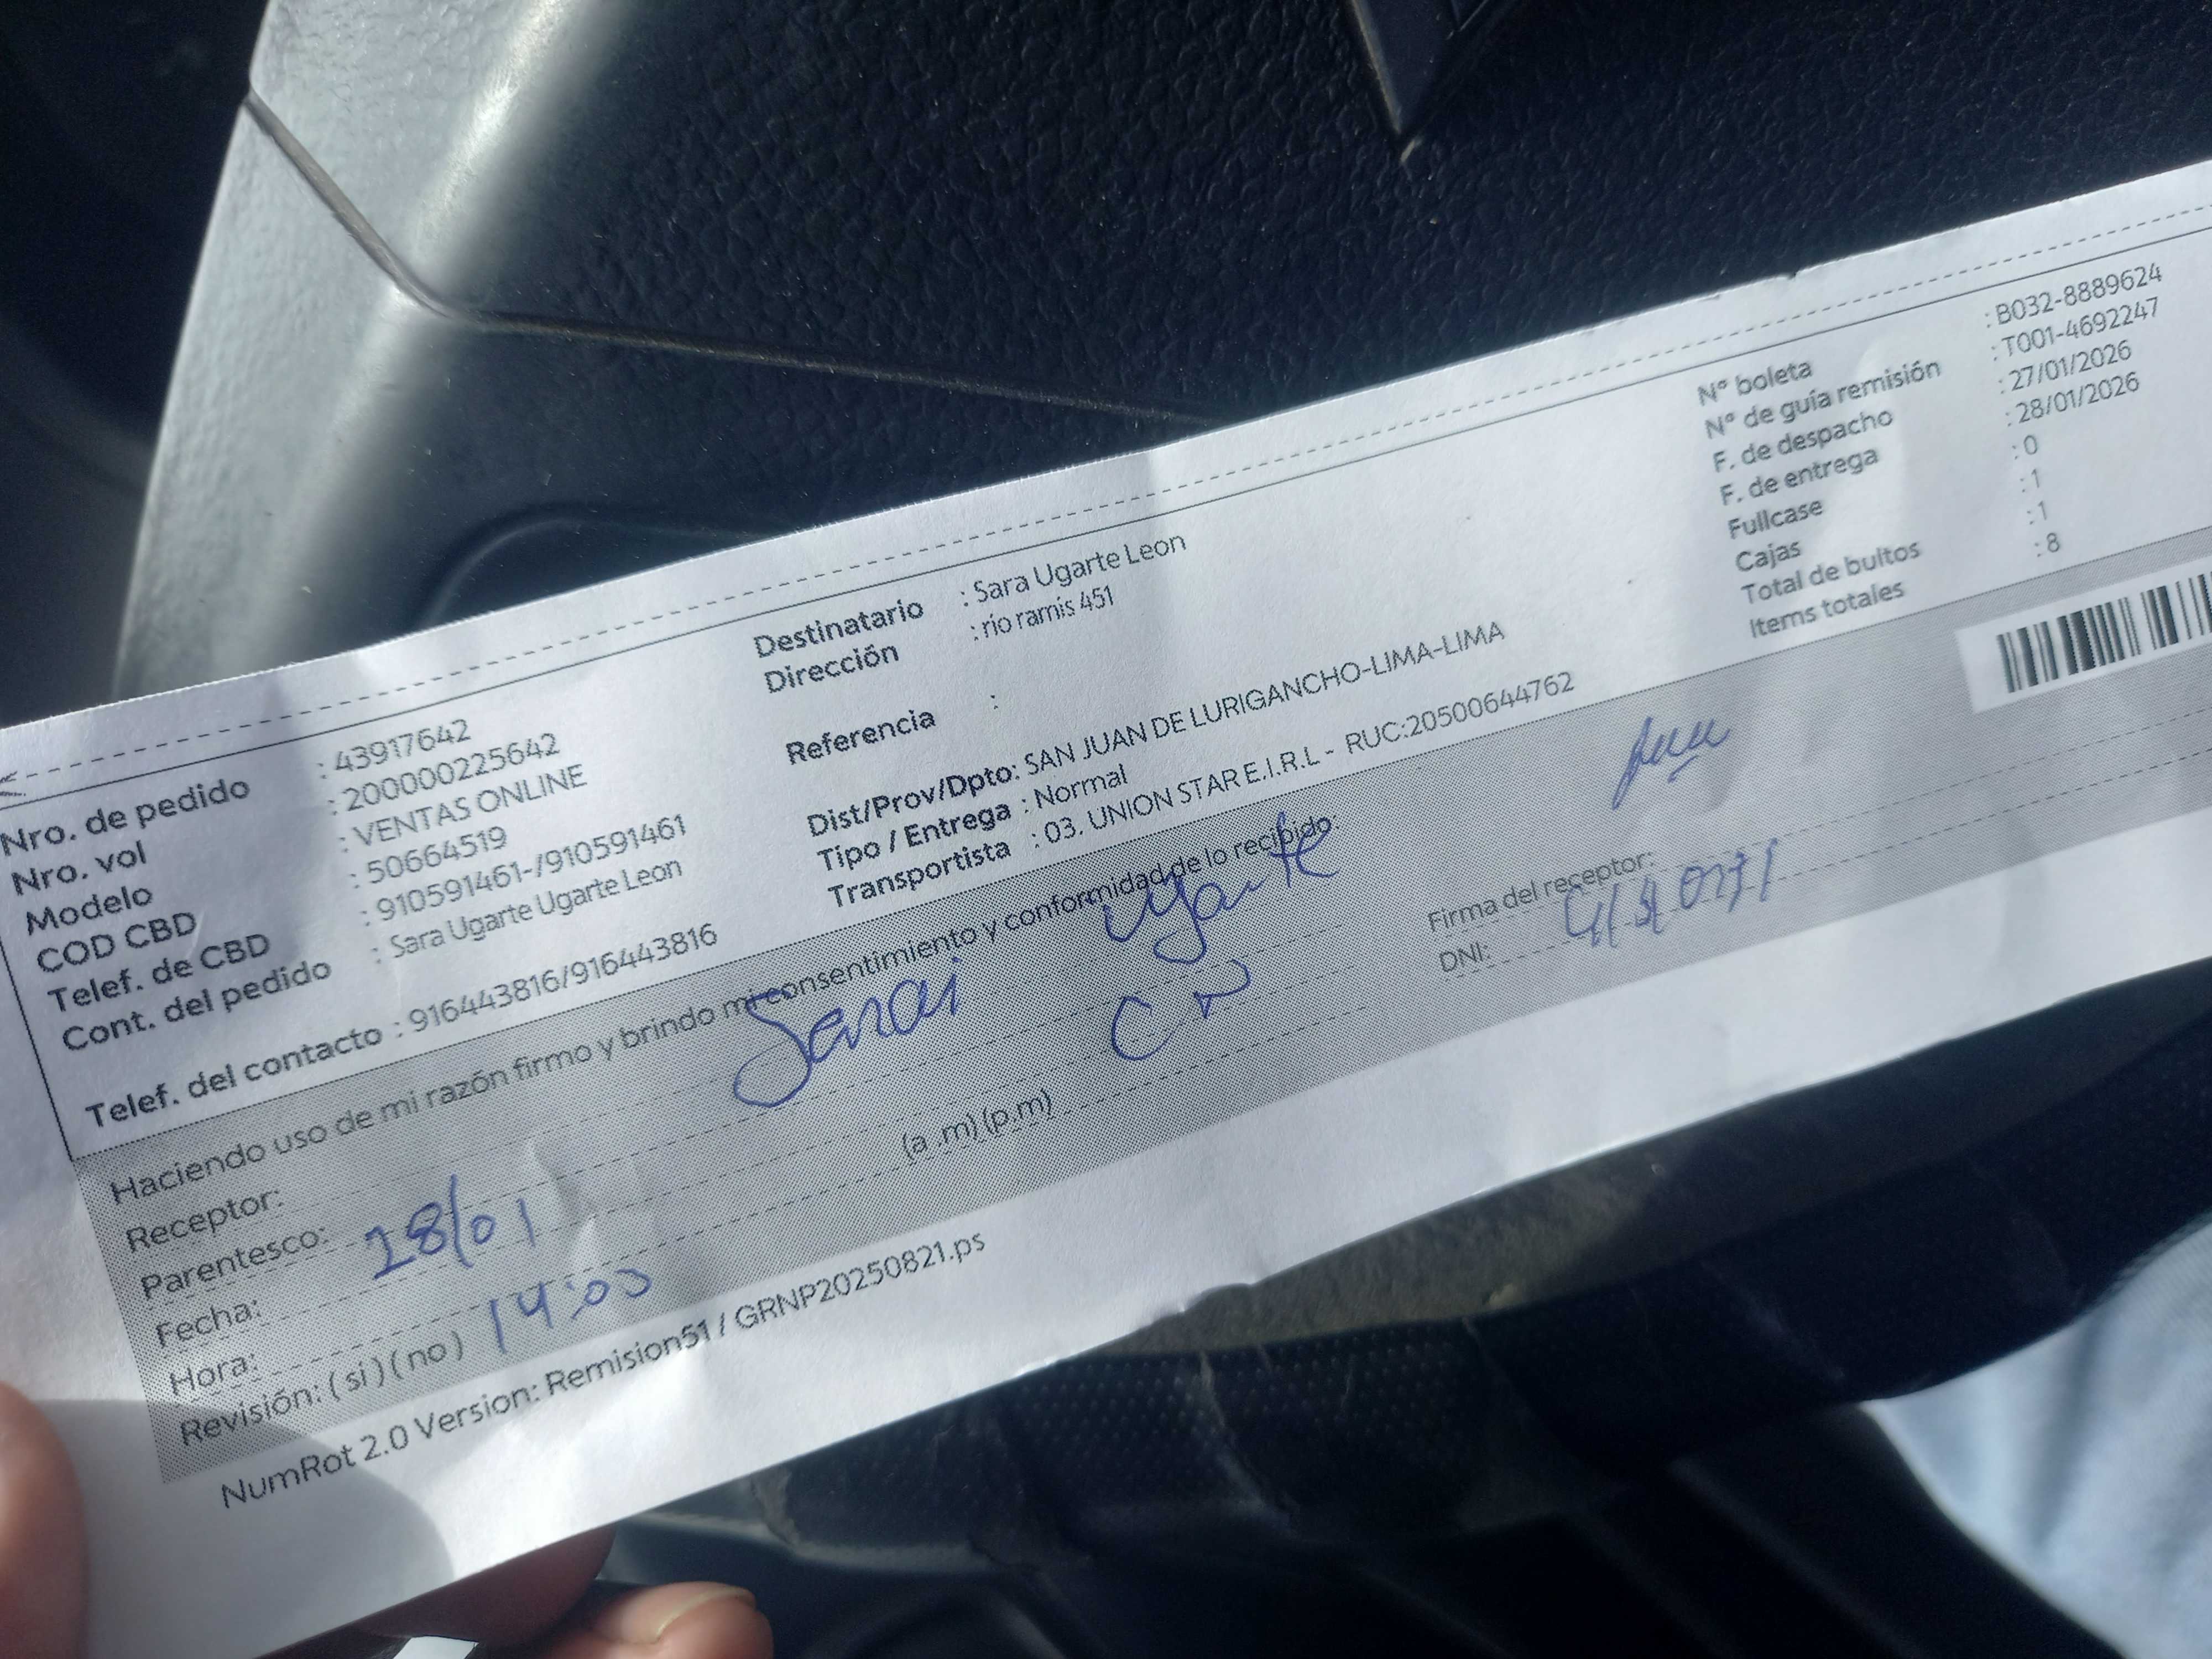 Nro. de pedido : 43917642
Nro. vol : 200000225642
Modelo : VENTAS ONLINE
COD CBD : 50664519
Telef. de CBD : 910591461-/910591461
Cont. del pedido : Sara Ugarte Ugarte Leon
Telef. del contacto : 916443816/916443816
Destinatario : Sara Ugarte Leon
Dirección : rio ramis 451
Referencia :
Dist/Prov/Dpto: SAN JUAN DE LURIGANCHO-LIMA-LIMA
Tipo / Entrega : Normal
Transportista : 03. UNION STAR E.I.R.L - RUC:20500644762
N° boleta : B032-8889624
N° de guía remisión : T001-4692247
F. de despacho : 27/01/2026
F. de entrega : 28/01/2026
Fullcase : 0
Cajas : 1
Total de bultos : 1
Items totales : 8
Haciendo uso de mi razón firmo y brindo mi consentimiento y conformidad de lo recibido:
Receptor: Sarai Ugarte
Parentesco:
Fecha: 28/01
Hora: 14:00 (a .m) (p.m)
Revisión: ( si ) ( no )
Firma del receptor:
DNI:
NumRot 2.0 Version: Remision51 / GRNP20250821.ps